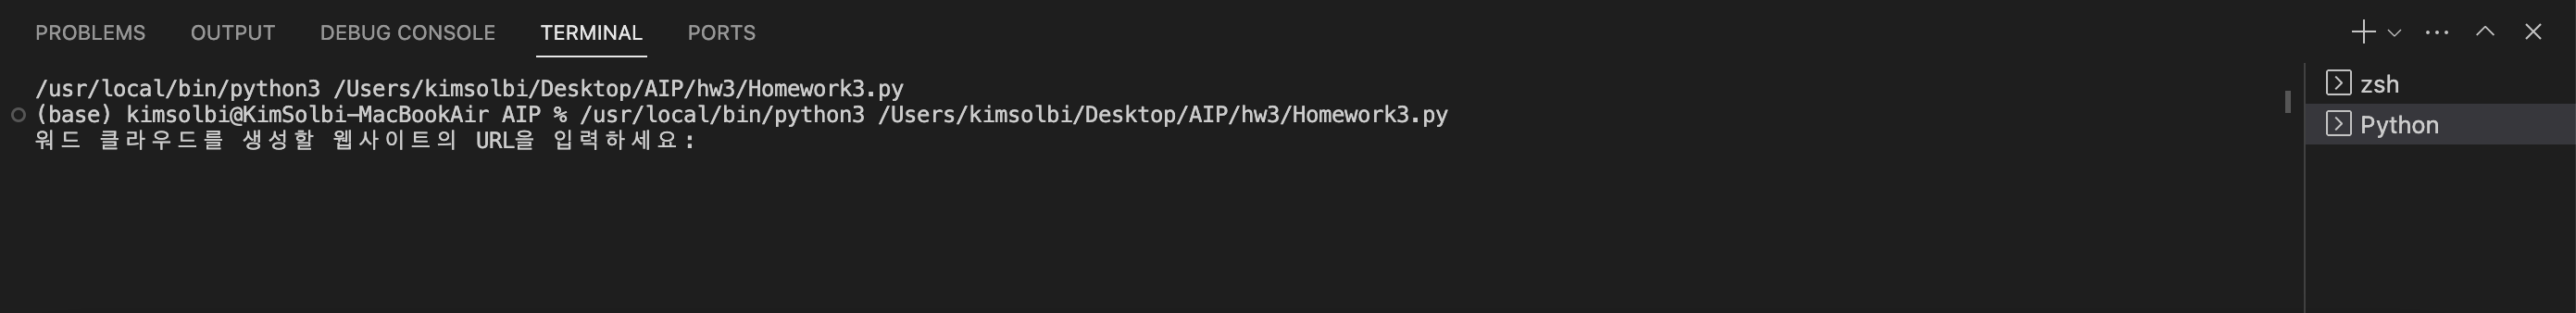 PROBLEMS OUTPUT DEBUG CONSOLE TERMINAL PORTS
/usr/local/bin/python3 /Users/kimsolbi/Desktop/AIP/hw3/Homework3.py
(base) kimsolbi@KimSolbi-MacBookAir AIP % /usr/local/bin/python3 /Users/kimsolbi/Desktop/AIP/hw3/Homework3.py
워드 클라우드를 생성할 웹사이트의 URL을 입력하세요:
zsh
Python